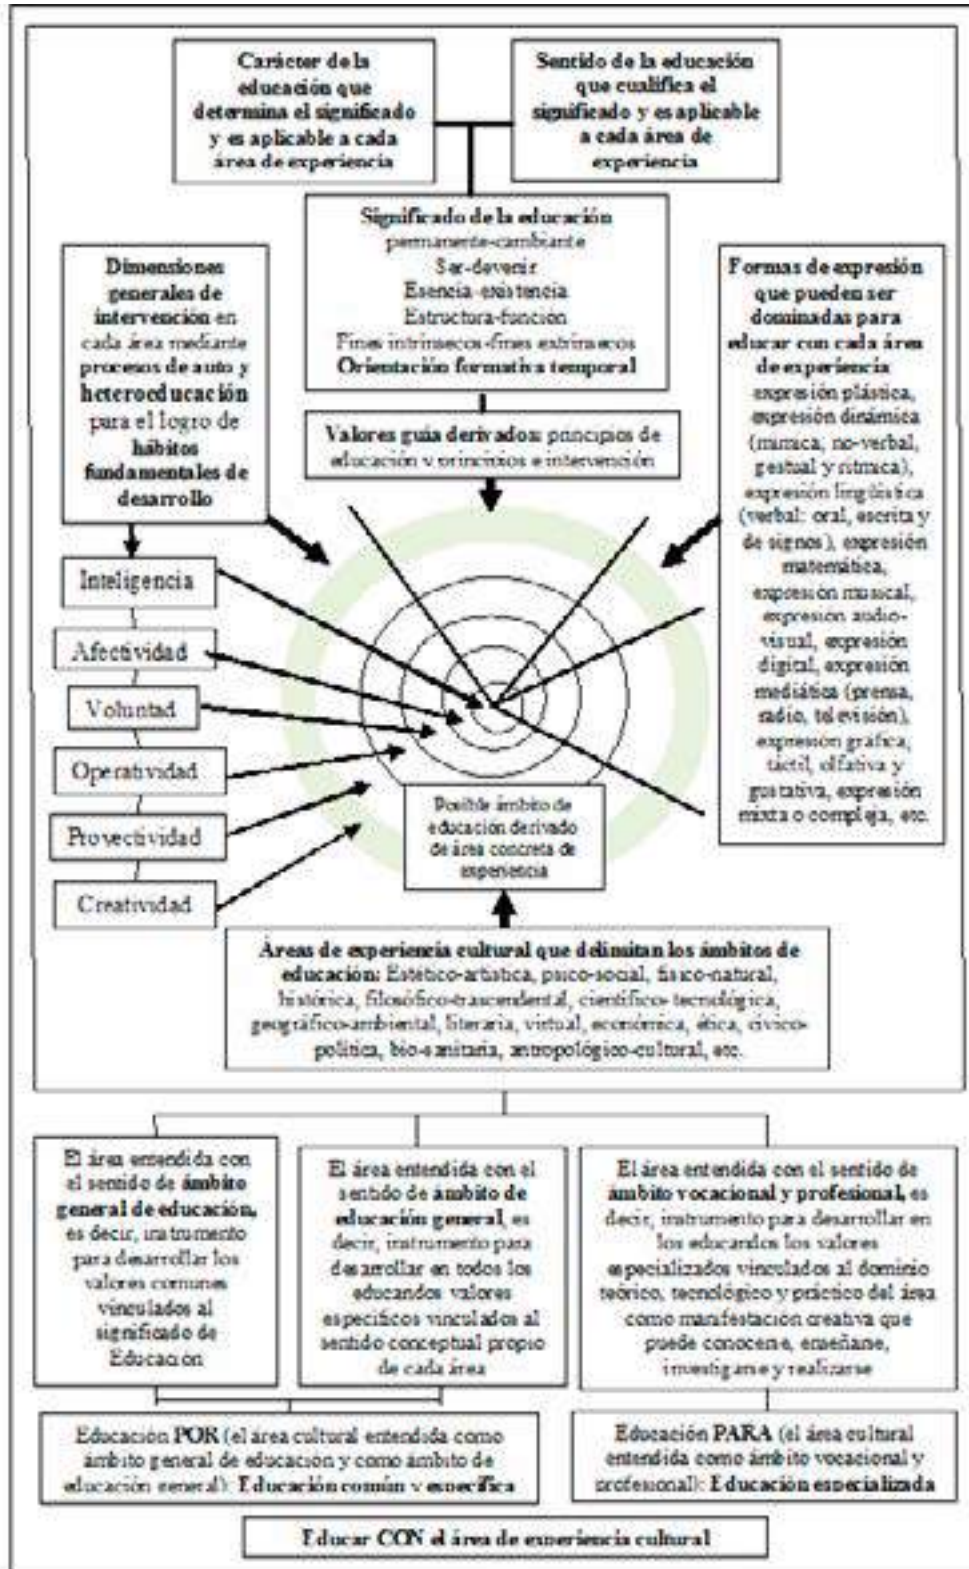 Carácter de la
educación que
determina el significado
y es aplicable a cada
área de experiencia
Sentido de la educación
que cualifica el
significado y es aplicable
a cada área de
experiencia
Significado de la educación
permanente-cambiante
Ser-devenir
Esencia-existencia
Estructura-función
Fines intrínsecos-fines extrínsecos
Orientación formativa temporal
Dimensiones
generales de
intervención en
cada área mediante
procesos de auto y
heteroeducación
para el logro de
hábitos
fundamentales de
desarrollo
Formas de expresión
que pueden ser
dominadas para
educar con cada área
de experiencia
expresión plástica,
expresión dinámica
(mímica, no-verbal,
gestual y rítmica),
expresión lingüística
(verbal: oral, escrita y
de signos), expresión
matemática,
expresión musical,
expresión audio-
visual, expresión
digital, expresión
mediática (prensa,
radio, televisión),
expresión gráfica,
táctil, olfativa y
gustativa, expresión
mixta o compleja, etc.
Valores guía derivados: principios de
educación y principios e intervención
Inteligencia
Afectividad
Voluntad
Operatividad
Proyectividad
Creatividad
Posible ámbito de
educación derivado
de área concreta de
experiencia
Áreas de experiencia cultural que delimitan los ámbitos de
educación: Estético-artística, psico-social, físico-natural,
histórica, filosófico-trascendental, científico-tecnológica,
geográfico-ambiental, literaria, virtual, económica, ética, cívico-
política, bio-sanitaria, antropológico-cultural, etc.
El área entendida con
el sentido de ámbito
general de educación,
es decir, instrumento
para desarrollar los
valores comunes
vinculados al
significado de
Educación
El área entendida con el
sentido de ámbito de
educación general, es
decir, instrumento para
desarrollar en todos los
educandos valores
específicos vinculados al
sentido conceptual propio
de cada área
El área entendida con el sentido de
ámbito vocacional y profesional, es
decir, instrumento para desarrollar en
los educandos los valores
especializados vinculados al dominio
teórico, tecnológico y práctico del área
como manifestación creativa que
puede conocerse, enseñarse,
investigarse y realizarse
Educación POR (el área cultural entendida como
ámbito general de educación y como ámbito de
educación general): Educación común y específica
Educación PARA (el área cultural
entendida como ámbito vocacional y
profesional): Educación especializada
Educar CON el área de experiencia cultural